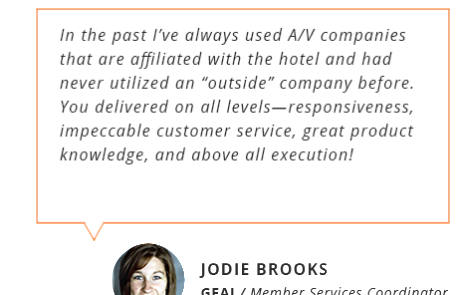 In the past I've always used A/V companies
that are affiliated with the hotel and had
never utilized an “outside” company before.
You delivered on all levels—responsiveness,
impeccable customer service, great product
knowledge, and above all execution!
JODIE BROOKS
GEAL / Member Services Coordinator